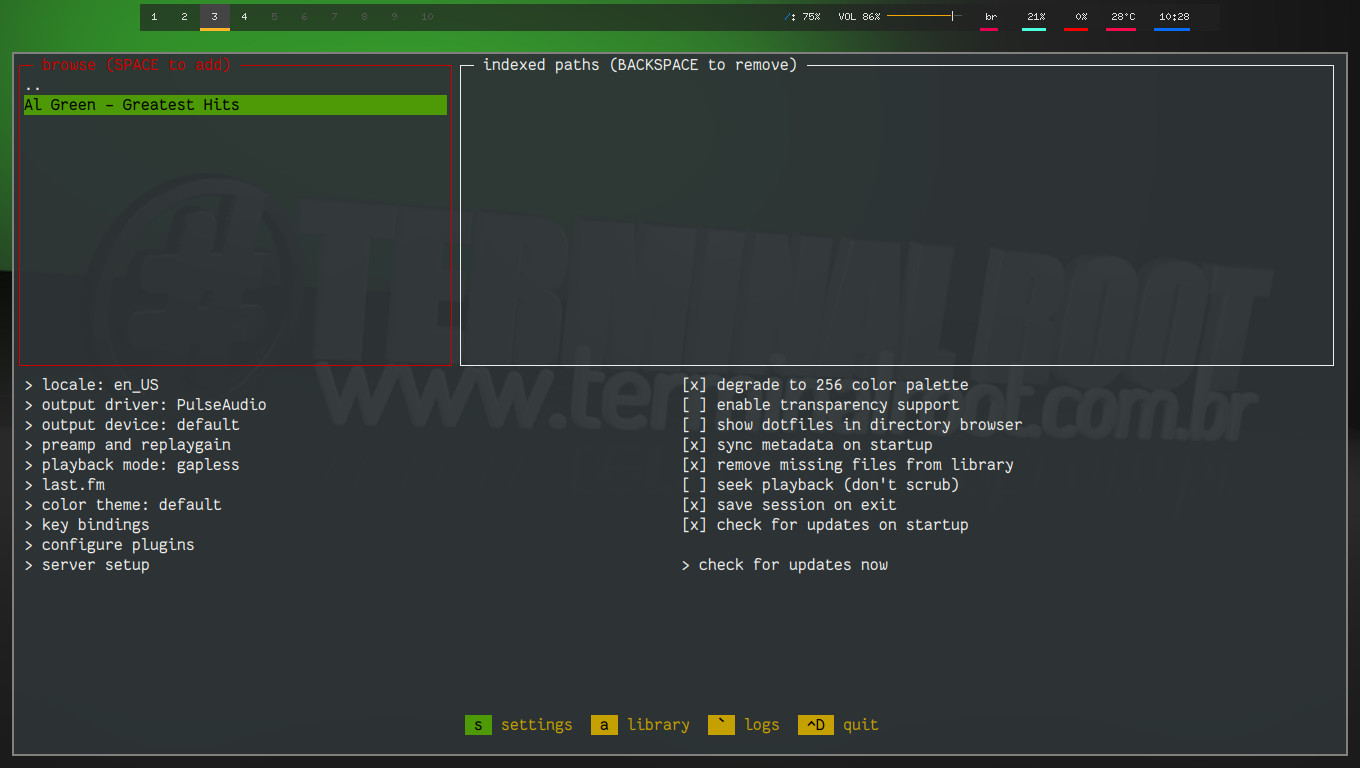 1 2 3 4 5 6 7 8 9 10 /: 75% VOL 86% br 21% 0% 28°C 10:28
browse (SPACE to add)
indexed paths (BACKSPACE to remove)
..
Al Green - Greatest Hits
#TERMINAL ROOT
www.terminalroot.com.br
> locale: en_US
> output driver: PulseAudio
> output device: default
> preamp and replaygain
> playback mode: gapless
> last.fm
> color theme: default
> key bindings
> configure plugins
> server setup
[x] degrade to 256 color palette
[ ] enable transparency support
[ ] show dotfiles in directory browser
[x] sync metadata on startup
[x] remove missing files from library
[ ] seek playback (don't scrub)
[x] save session on exit
[x] check for updates on startup
> check for updates now
s settings a library ` logs ^D quit